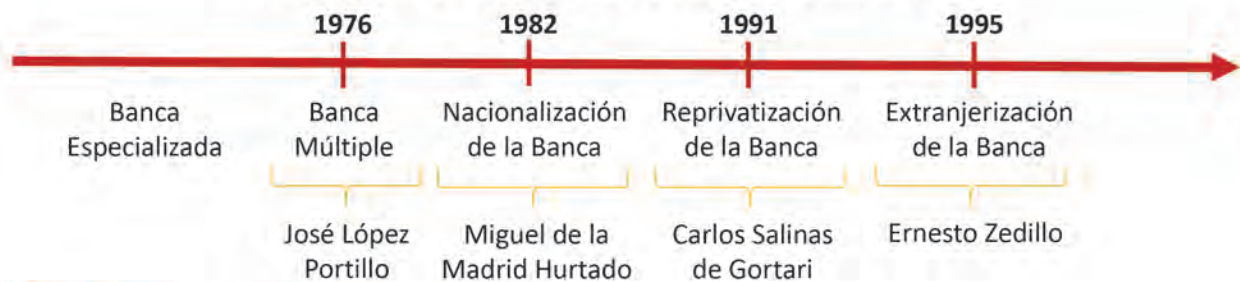 1976
1982
1991
1995
Banca
Especializada
Banca
Múltiple
Nacionalización
de la Banca
Reprivatización
de la Banca
Extranjerización
de la Banca
José López
Portillo
Miguel de la
Madrid Hurtado
Carlos Salinas
de Gortari
Ernesto Zedillo